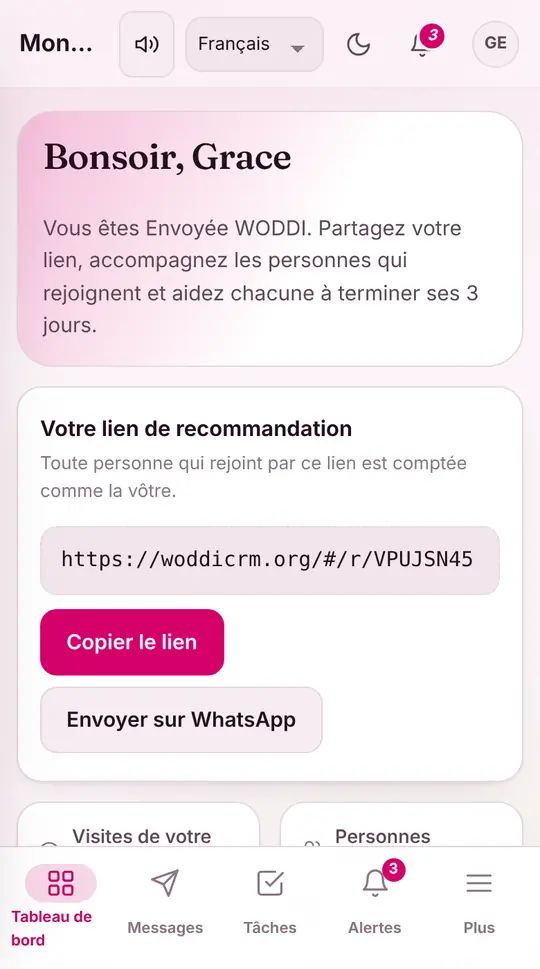 Mon...
Français
3
GE
Bonsoir, Grace
Vous êtes Envoyée WODDI. Partagez votre
lien, accompagnez les personnes qui
rejoignent et aidez chacune à terminer ses 3
jours.
Votre lien de recommandation
Toute personne qui rejoint par ce lien est comptée
comme la vôtre.
https://woddicrm.org/#/r/VPUJSN45
Copier le lien
Envoyer sur WhatsApp
Visites de votre
Personnes
3
Tableau de
bord
Messages
Tâches
Alertes
Plus